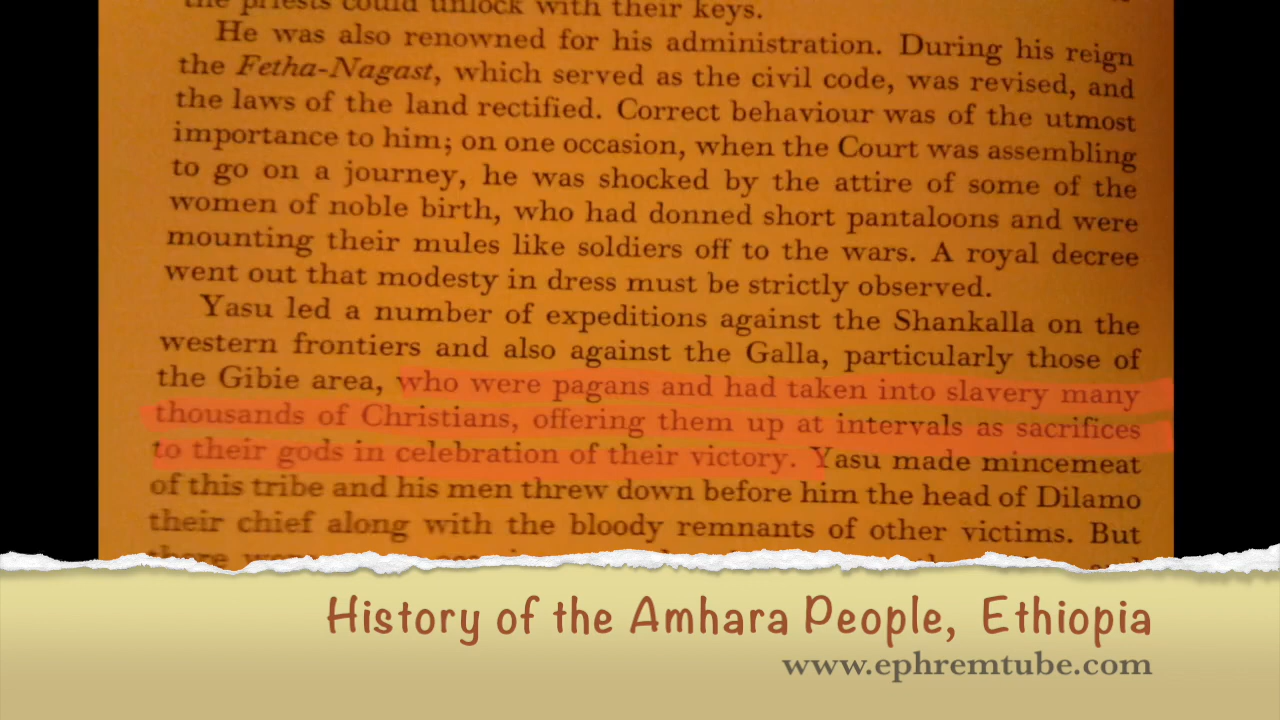 the priests could unlock with their keys.
He was also renowned for his administration. During his reign
the Fetha-Nagast, which served as the civil code, was revised, and
the laws of the land rectified. Correct behaviour was of the utmost
importance to him; on one occasion, when the Court was assembling
to go on a journey, he was shocked by the attire of some of the
women of noble birth, who had donned short pantaloons and were
mounting their mules like soldiers off to the wars. A royal decree
went out that modesty in dress must be strictly observed.
Yasu led a number of expeditions against the Shankalla on the
western frontiers and also against the Galla, particularly those of
the Gibie area, who were pagans and had taken into slavery many
thousands of Christians, offering them up at intervals as sacrifices
to their gods in celebration of their victory. Yasu made mincemeat
of this tribe and his men threw down before him the head of Dilamo
their chief along with the bloody remnants of other victims. But
History of the Amhara People, Ethiopia
www.ephremtube.com